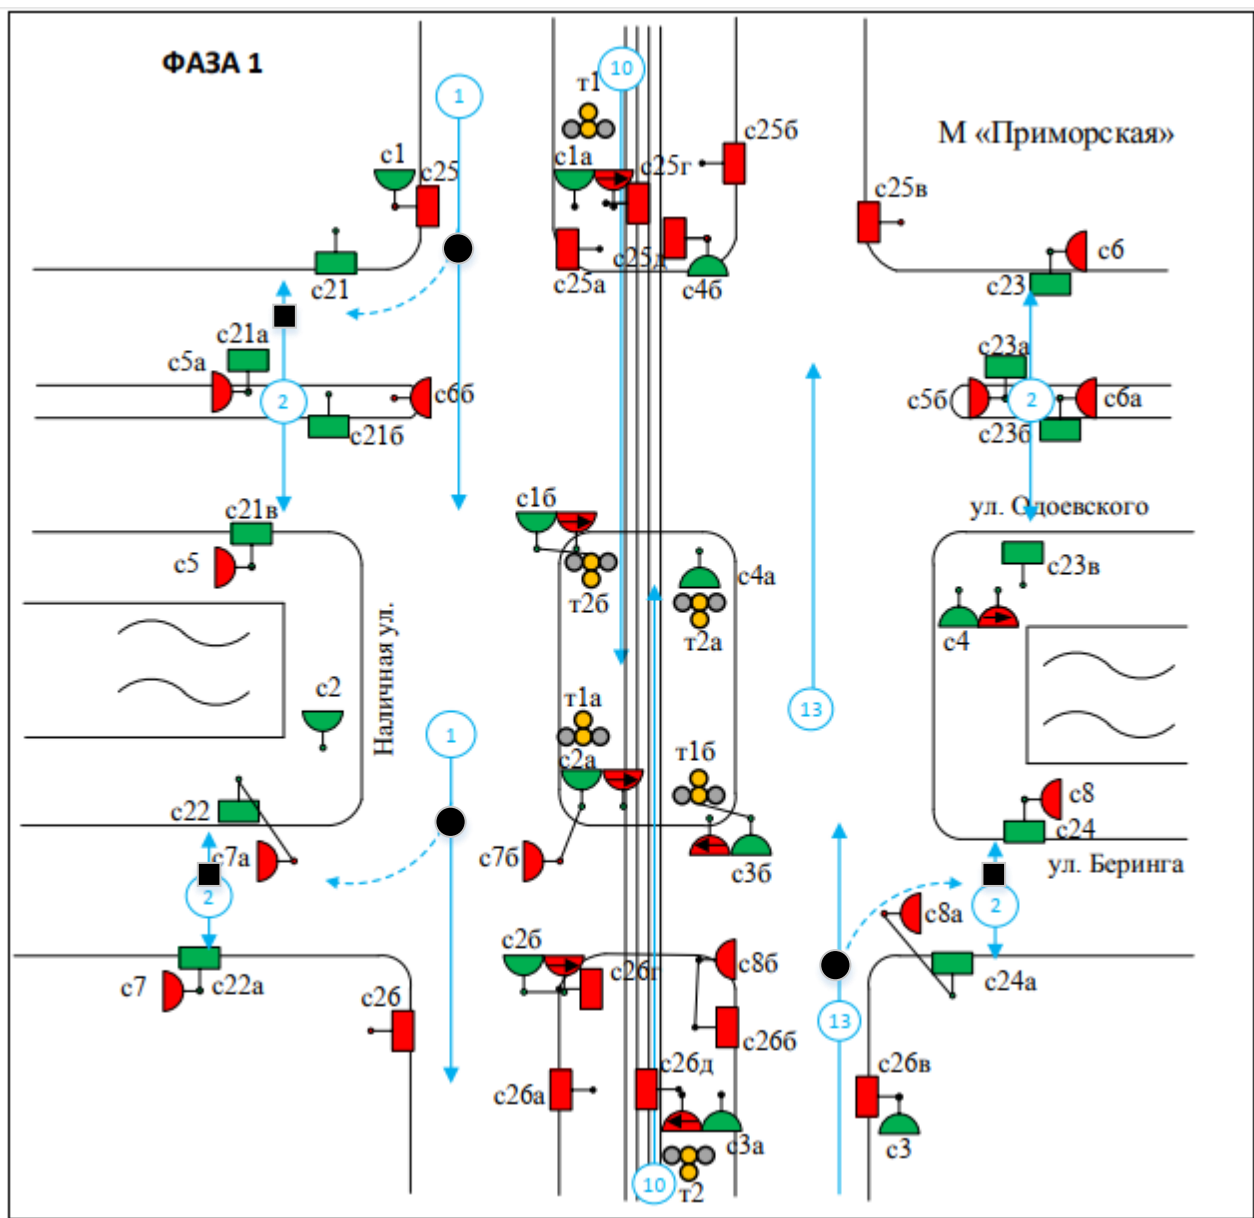 ФАЗА 1
10
т1
1
М «Приморская»
с25б
с1
с25
с1а
с25г
с25в
с6
с21
с25а
с25д
с4б
с23
с21а
с5а
с23а
2
с6б
с5б
2
с6а
с21б
с23б
с21в
с1б
ул. Одоевского
с5
т2б
с4а
с23в
т2а
с4
Наличная ул.
с2
т1а
13
1
с2а
т1б
с22
с8
с24
с7а
с7б
с3б
ул. Беринга
2
2
с8а
с2б
с26г
с8б
с7
с22а
с26
с24а
13
с26б
с26а
с26д
с26в
с3а
с3
10
т2